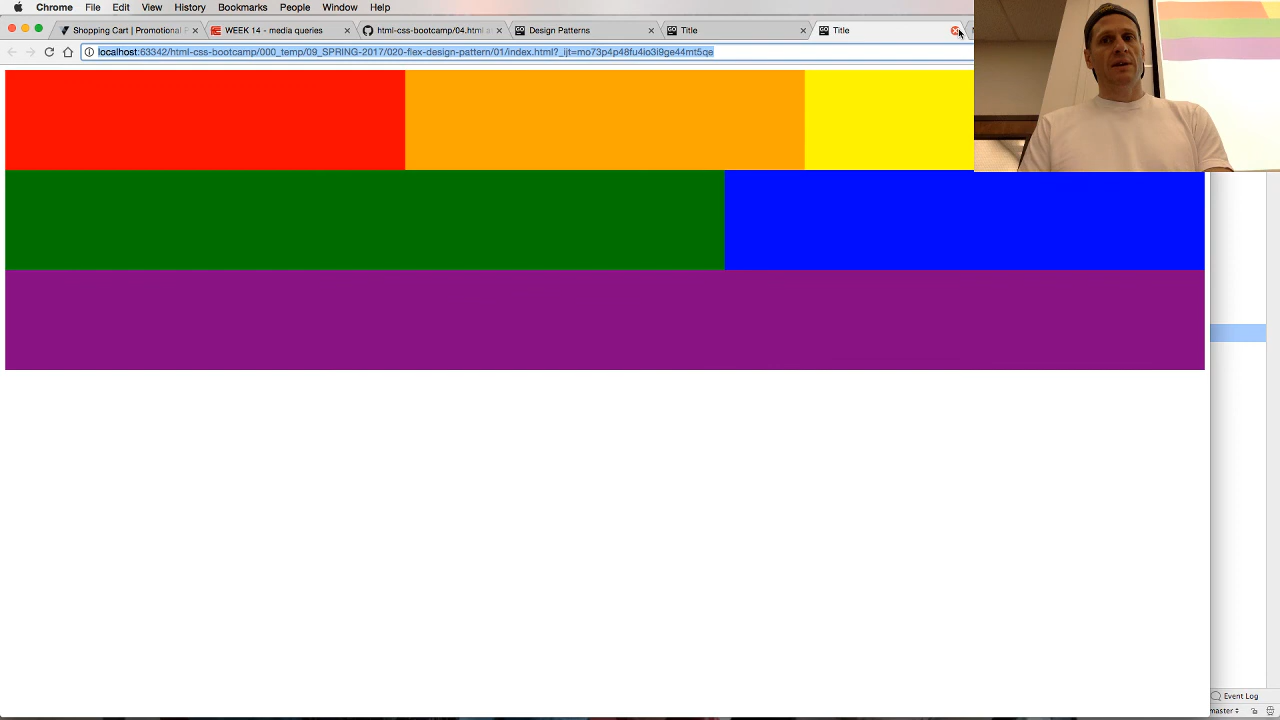 Chrome File Edit View History Bookmarks People Window Help
Shopping Cart | Promotional P WEEK 14 - media queries html-css-bootcamp/04.html a Design Patterns Title Title
localhost:63342/html-css-bootcamp/000_temp/09_SPRING-2017/020-flex-design-pattern/01/index.html?_ijt=mo73p4p48fu4io3i9ge44mt5qe
Event Log
master